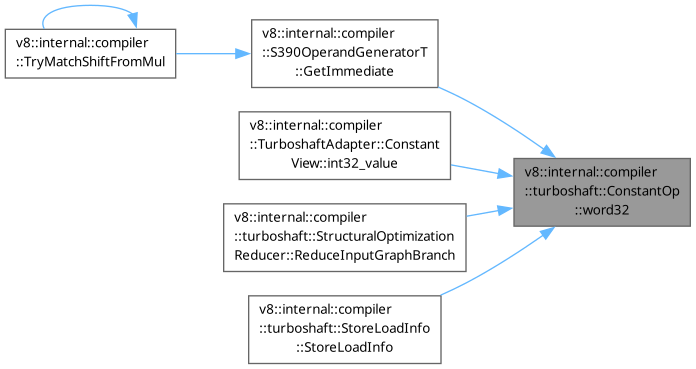 v8::internal::compiler
::TryMatchShiftFromMul
v8::internal::compiler
::S390OperandGeneratorT
::GetImmediate
v8::internal::compiler
::TurboshaftAdapter::Constant
View::int32_value
v8::internal::compiler
::turboshaft::StructuralOptimization
Reducer::ReduceInputGraphBranch
v8::internal::compiler
::turboshaft::StoreLoadInfo
::StoreLoadInfo
v8::internal::compiler
::turboshaft::ConstantOp
::word32